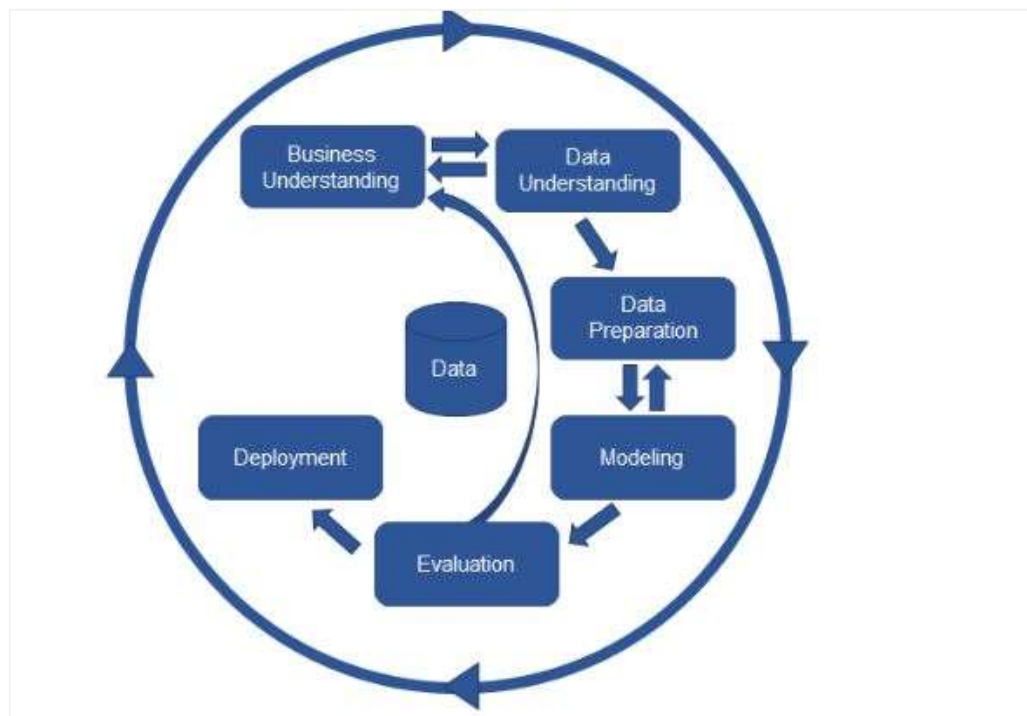 Business
Understanding
Data
Understanding
Data
Preparation
Data
Modeling
Deployment
Evaluation